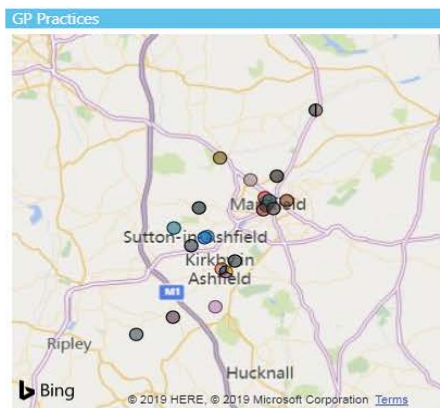 GP Practices
Mansfield
Sutton-in-Ashfield
Kirkby in
Ashfield
M1
Ripley
Hucknall
Bing
© 2019 HERE, © 2019 Microsoft Corporation Terms